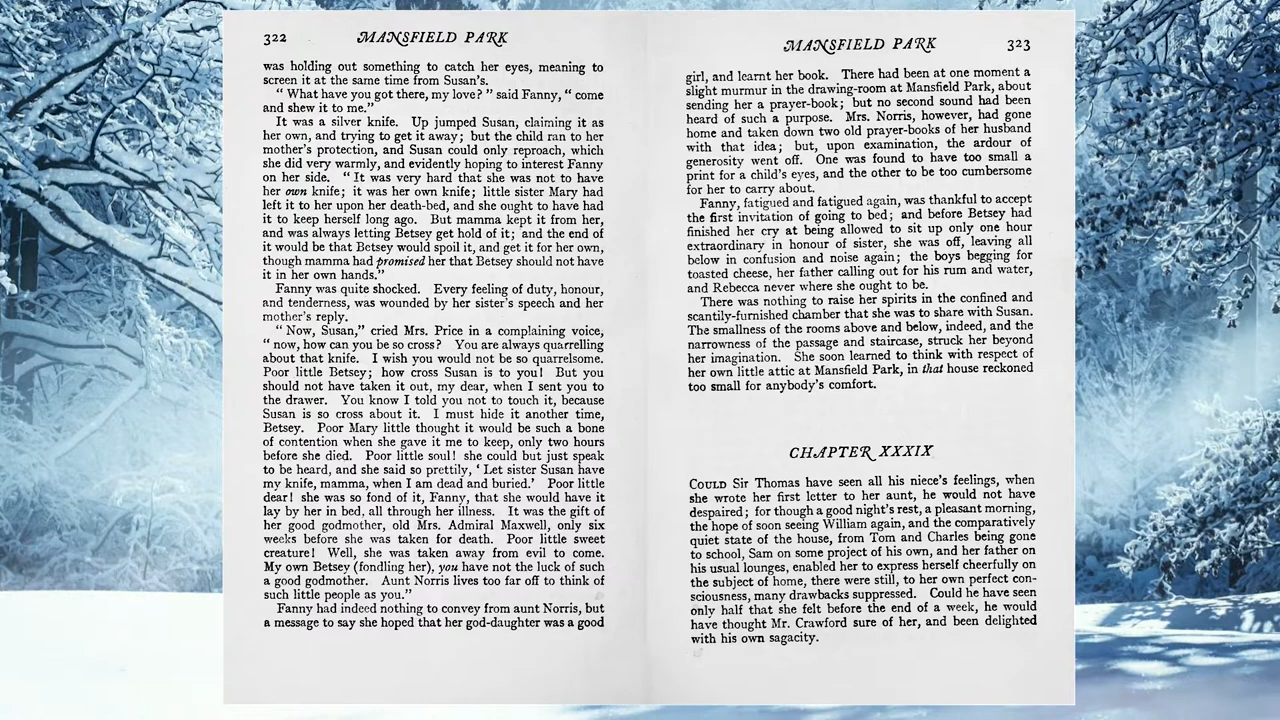 322 MANSFIELD PARK
was holding out something to catch her eyes, meaning to
screen it at the same time from Susan's.
“ What have you got there, my love? ” said Fanny, “ come
and shew it to me.”
It was a silver knife. Up jumped Susan, claiming it as
her own, and trying to get it away; but the child ran to her
mother's protection, and Susan could only reproach, which
she did very warmly, and evidently hoping to interest Fanny
on her side. “ It was very hard that she was not to have
her own knife; it was her own knife; little sister Mary had
left it to her upon her death-bed, and she ought to have had
it to keep herself long ago. But mamma kept it from her,
and was always letting Betsey get hold of it; and the end of
it would be that Betsey would spoil it, and get it for her own,
though mamma had promised her that Betsey should not have
it in her own hands.”
Fanny was quite shocked. Every feeling of duty, honour,
and tenderness, was wounded by her sister's speech and her
mother's reply.
“ Now, Susan,” cried Mrs. Price in a complaining voice,
“ now, how can you be so cross? You are always quarrelling
about that knife. I wish you would not be so quarrelsome.
Poor little Betsey; how cross Susan is to you! But you
should not have taken it out, my dear, when I sent you to
the drawer. You know I told you not to touch it, because
Susan is so cross about it. I must hide it another time,
Betsey. Poor Mary little thought it would be such a bone
of contention when she gave it me to keep, only two hours
before she died. Poor little soul! she could but just speak
to be heard, and she said so prettily, ‘ Let sister Susan have
my knife, mamma, when I am dead and buried.’ Poor little
dear! she was so fond of it, Fanny, that she would have it
lay by her in bed, all through her illness. It was the gift of
her good godmother, old Mrs. Admiral Maxwell, only six
weeks before she was taken for death. Poor little sweet
creature! Well, she was taken away from evil to come.
My own Betsey (fondling her), you have not the luck of such
a good godmother. Aunt Norris lives too far off to think of
such little people as you.”
Fanny had indeed nothing to convey from aunt Norris, but
a message to say she hoped that her god-daughter was a good
MANSFIELD PARK 323
girl, and learnt her book. There had been at one moment a
slight murmur in the drawing-room at Mansfield Park, about
sending her a prayer-book; but no second sound had been
heard of such a purpose. Mrs. Norris, however, had gone
home and taken down two old prayer-books of her husband
with that idea; but, upon examination, the ardour of
generosity went off. One was found to have too small a
print for a child's eyes, and the other to be too cumbersome
for her to carry about.
Fanny, fatigued and fatigued again, was thankful to accept
the first invitation of going to bed; and before Betsey had
finished her cry at being allowed to sit up only one hour
extraordinary in honour of sister, she was off, leaving all
below in confusion and noise again; the boys begging for
toasted cheese, her father calling out for his rum and water,
and Rebecca never where she ought to be.
There was nothing to raise her spirits in the confined and
scantily-furnished chamber that she was to share with Susan.
The smallness of the rooms above and below, indeed, and the
narrowness of the passage and staircase, struck her beyond
her imagination. She soon learned to think with respect of
her own little attic at Mansfield Park, in that house reckoned
too small for anybody's comfort.
CHAPTER XXXIX
COULD Sir Thomas have seen all his niece's feelings, when
she wrote her first letter to her aunt, he would not have
despaired; for though a good night's rest, a pleasant morning,
the hope of soon seeing William again, and the comparatively
quiet state of the house, from Tom and Charles being gone
to school, Sam on some project of his own, and her father on
his usual lounges, enabled her to express herself cheerfully on
the subject of home, there were still, to her own perfect con-
sciousness, many drawbacks suppressed. Could he have seen
only half that she felt before the end of a week, he would
have thought Mr. Crawford sure of her, and been delighted
with his own sagacity.